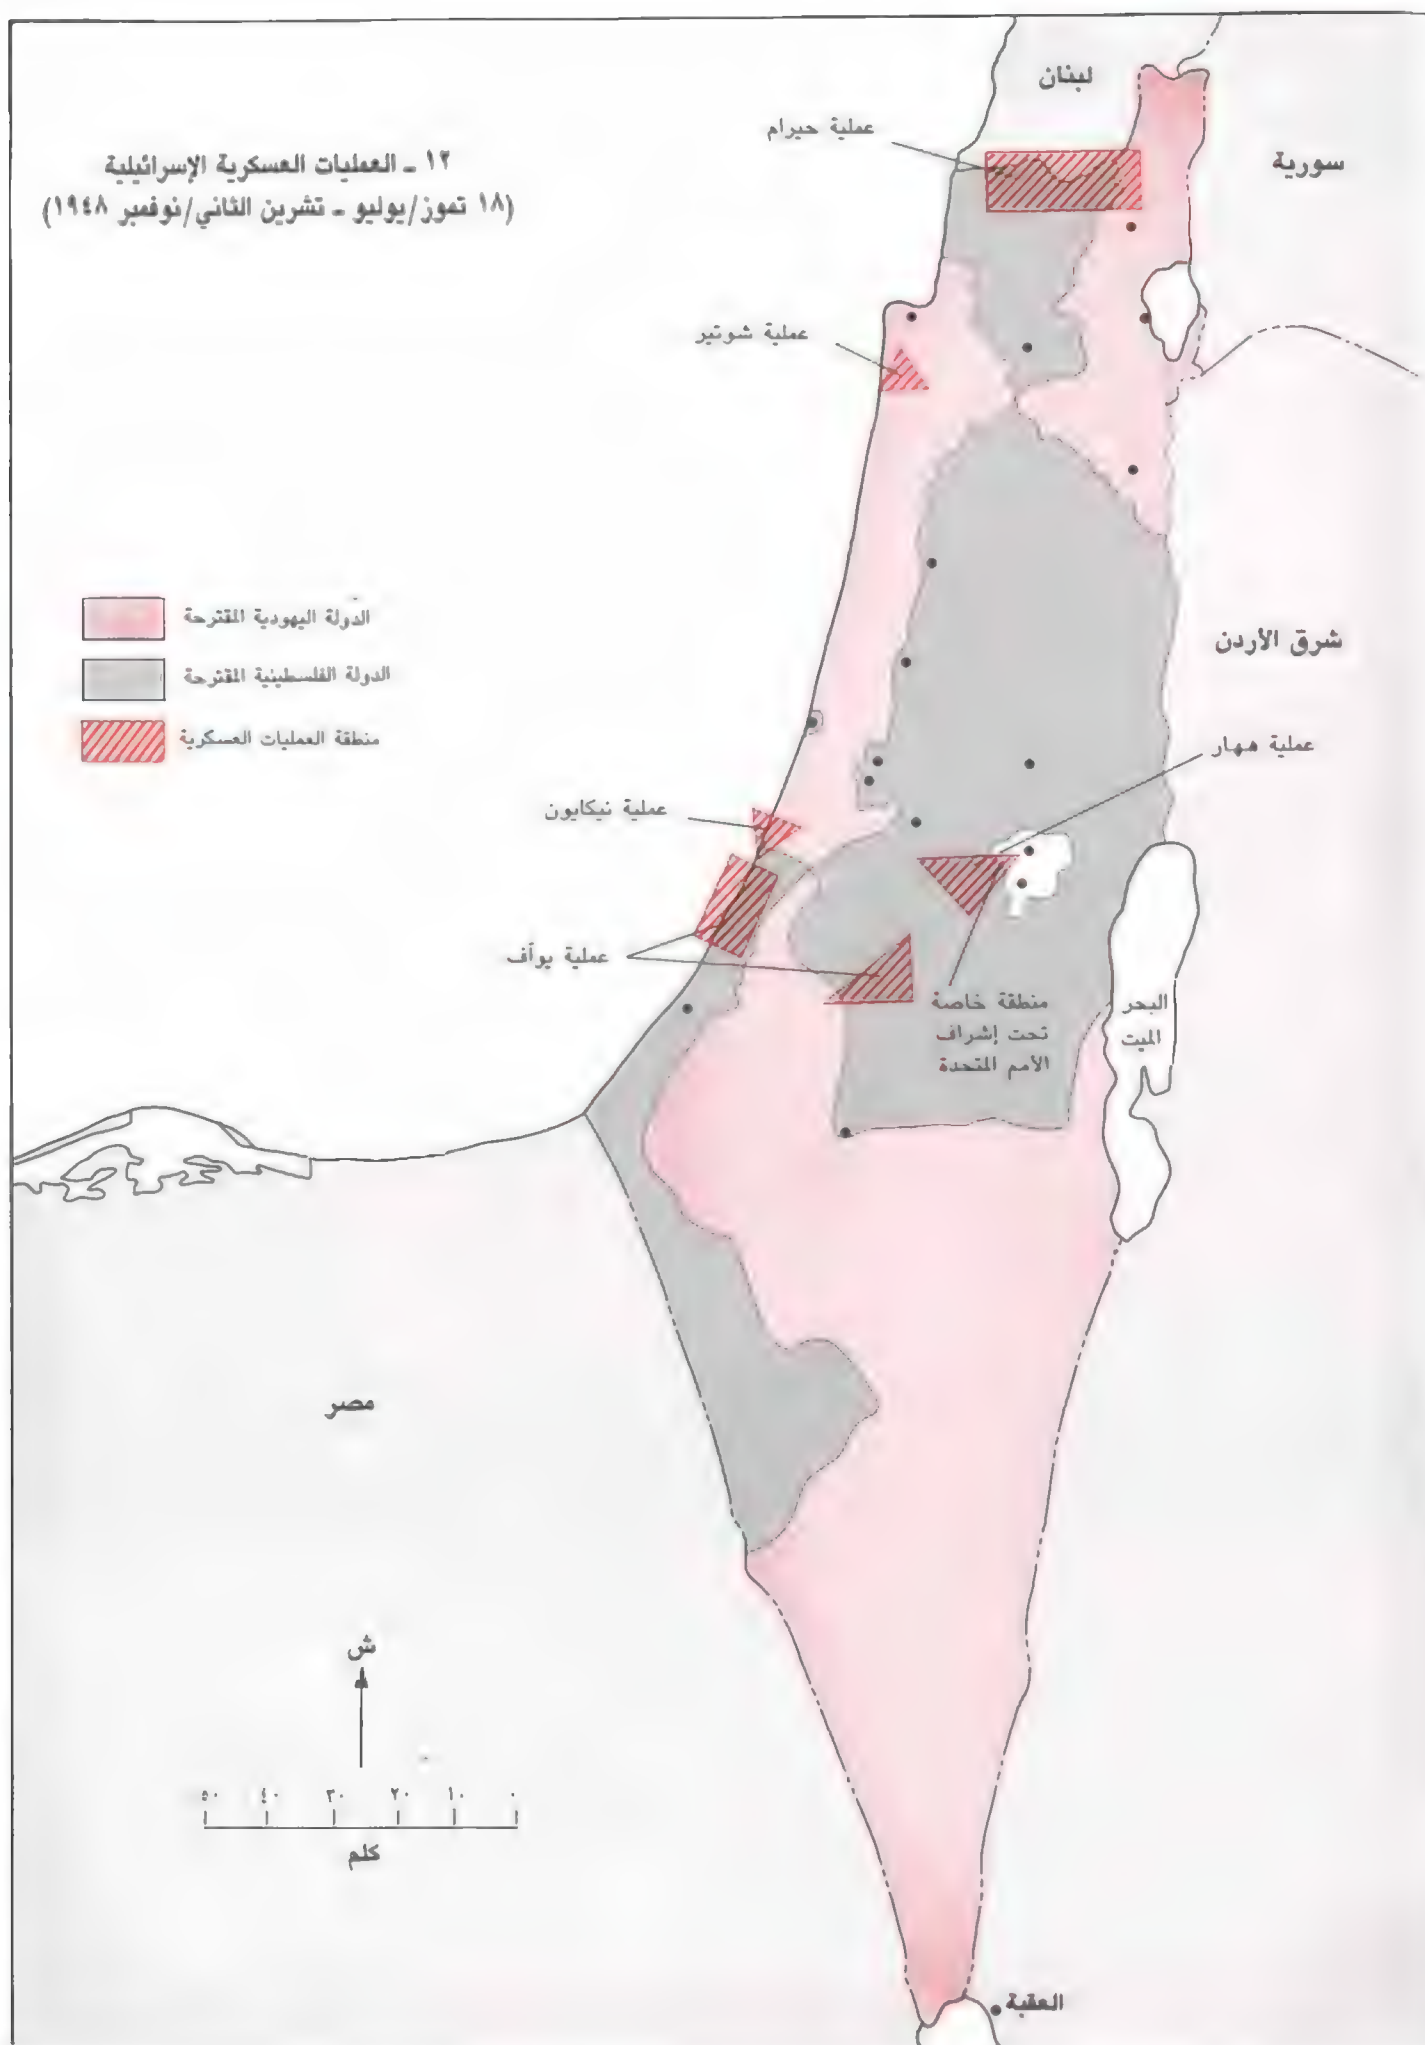 ١٢ - العمليات العسكرية الإسرائيلية
(١٨ تموز/يوليو - تشرين الثاني/نوفمبر ١٩٤٨)
لبنان
عملية حيرام
سورية
عملية شوتير
الدولة اليهودية المقترحة
الدولة الفلسطينية المقترحة
منطقة العمليات العسكرية
شرق الأردن
عملية ههار
عملية نيكايون
عملية يوآف
منطقة خاصة
تحت إشراف
الأمم المتحدة
البحر
الميت
مصر
ش
٥٠ ٤٠ ٣٠ ٢٠ ١٠ ٠
كلم
العقبة